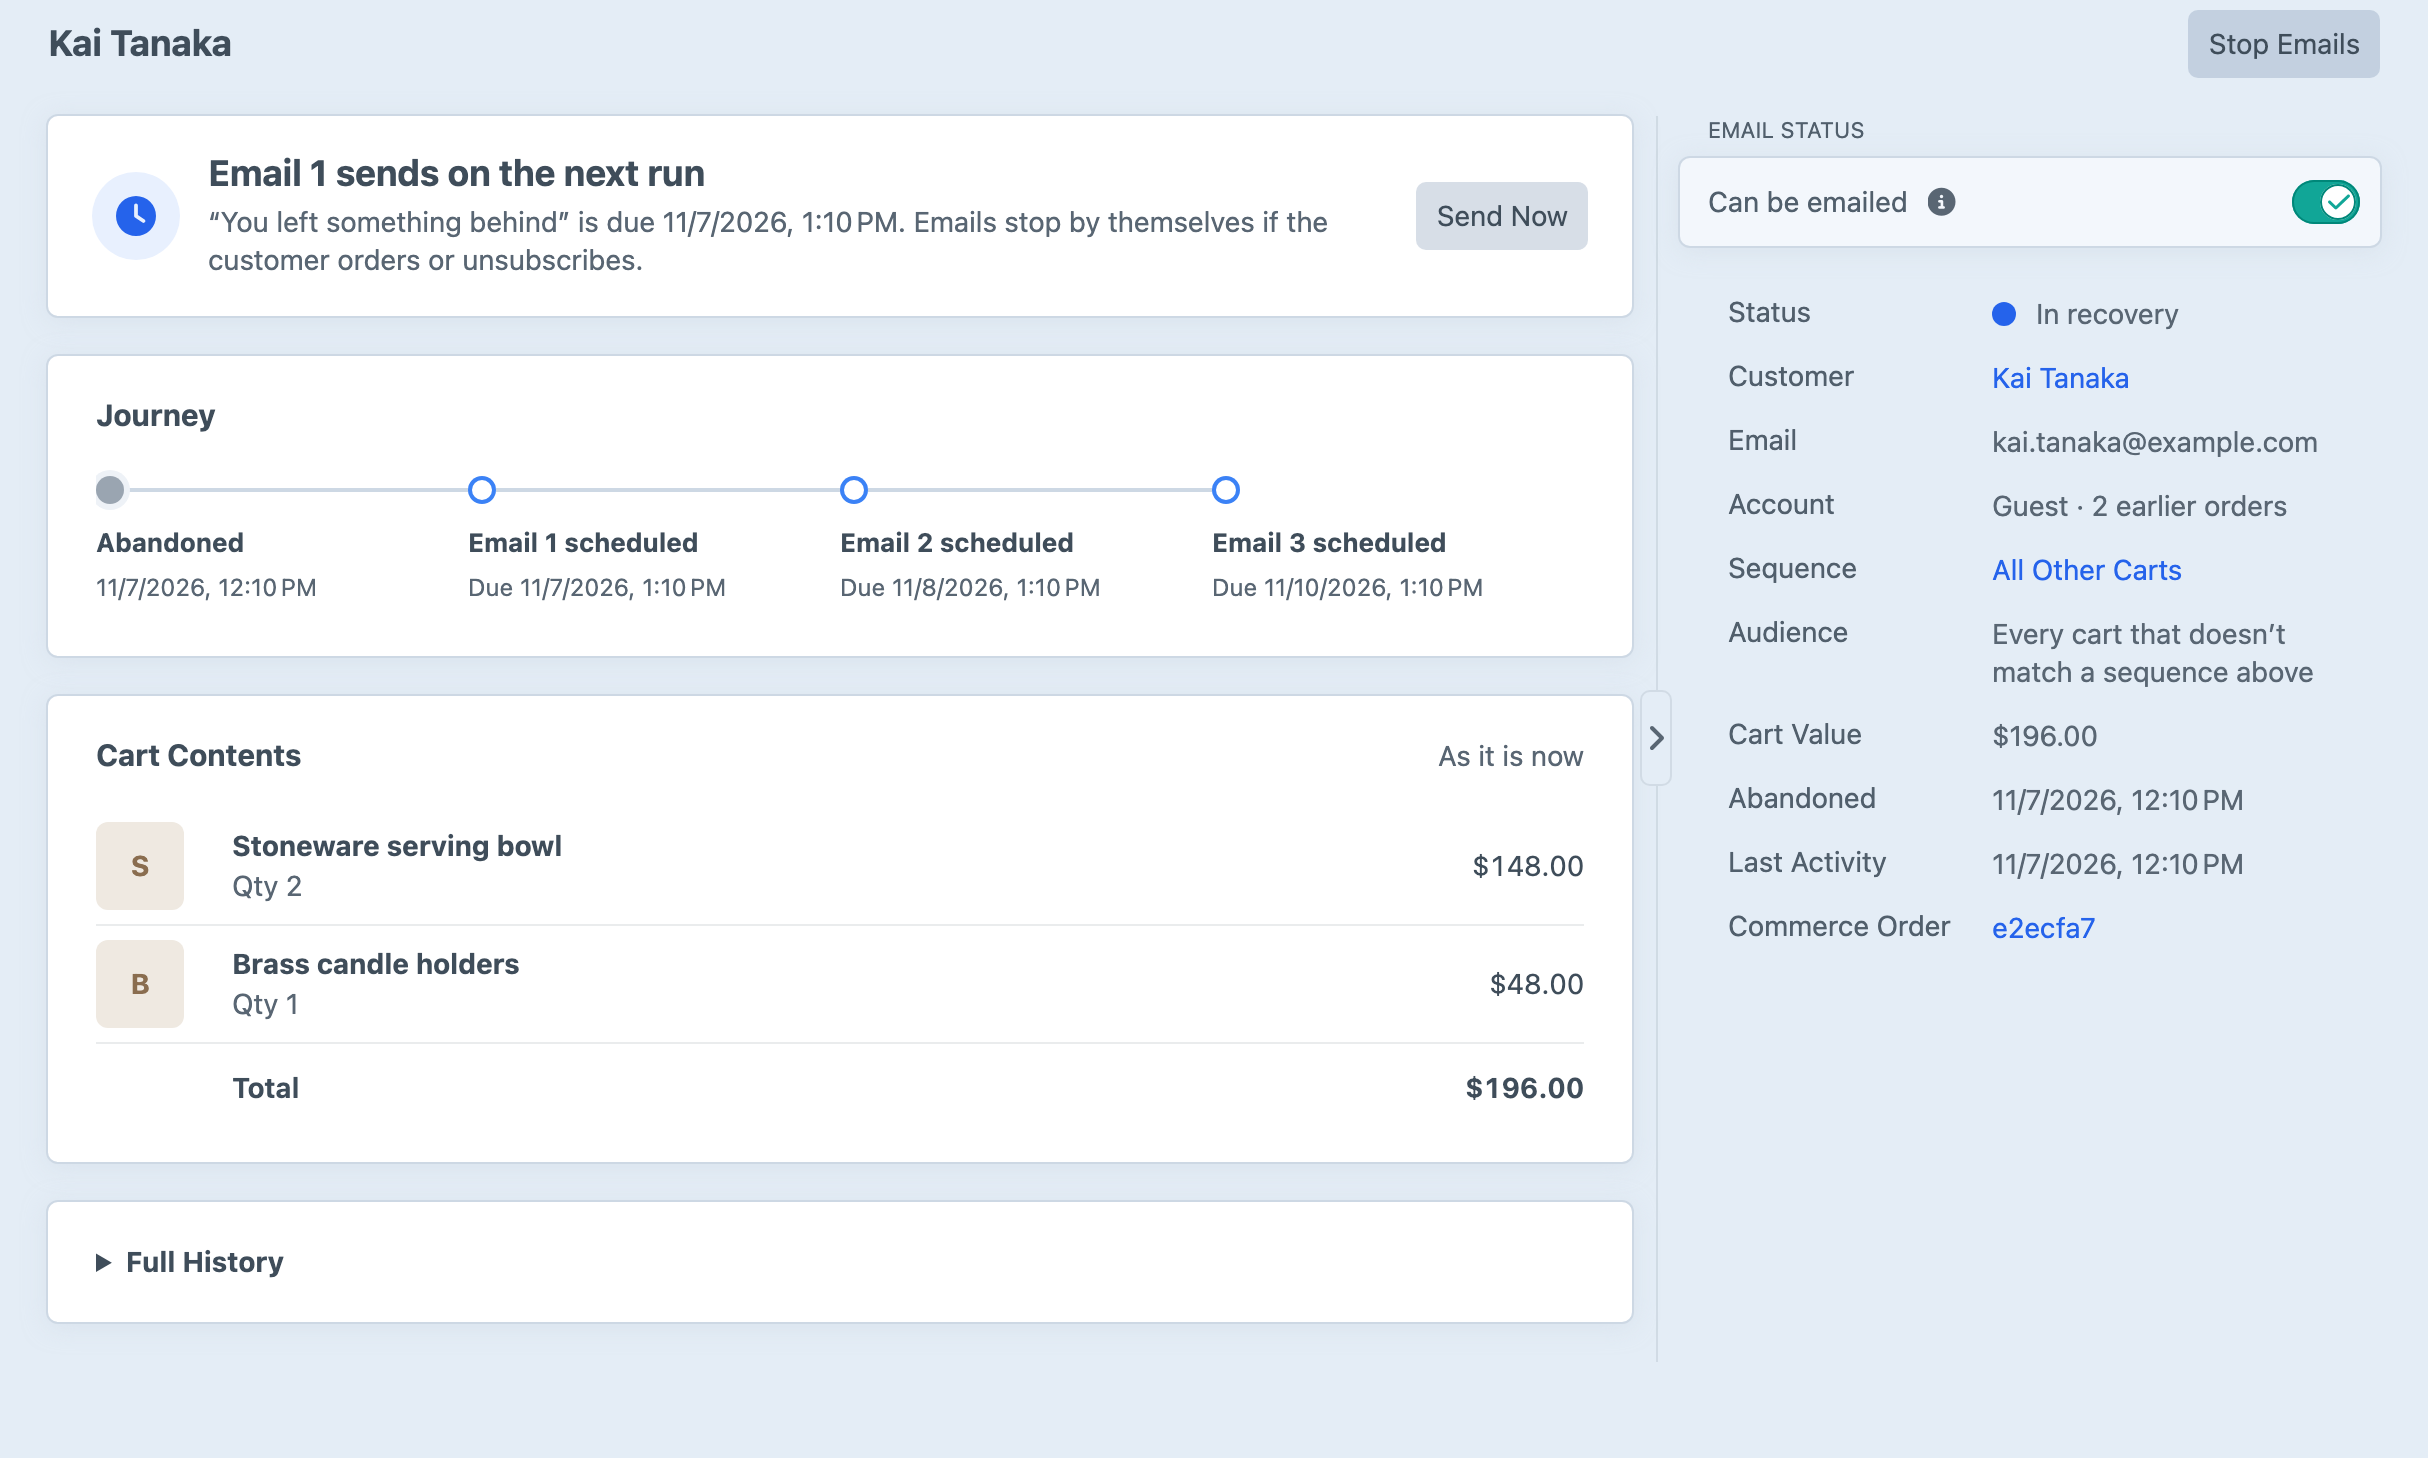 Kai Tanaka
Stop Emails
Email 1 sends on the next run
“You left something behind” is due 11/7/2026, 1:10 PM. Emails stop by themselves if the
customer orders or unsubscribes.
Send Now
Journey
Abandoned
11/7/2026, 12:10 PM
Email 1 scheduled
Due 11/7/2026, 1:10 PM
Email 2 scheduled
Due 11/8/2026, 1:10 PM
Email 3 scheduled
Due 11/10/2026, 1:10 PM
Cart Contents
As it is now
S
Stoneware serving bowl
Qty 2
$148.00
B
Brass candle holders
Qty 1
$48.00
Total
$196.00
Full History
EMAIL STATUS
Can be emailed
Status
In recovery
Customer
Kai Tanaka
Email
kai.tanaka@example.com
Account
Guest · 2 earlier orders
Sequence
All Other Carts
Audience
Every cart that doesn’t
match a sequence above
Cart Value
$196.00
Abandoned
11/7/2026, 12:10 PM
Last Activity
11/7/2026, 12:10 PM
Commerce Order
e2ecfa7